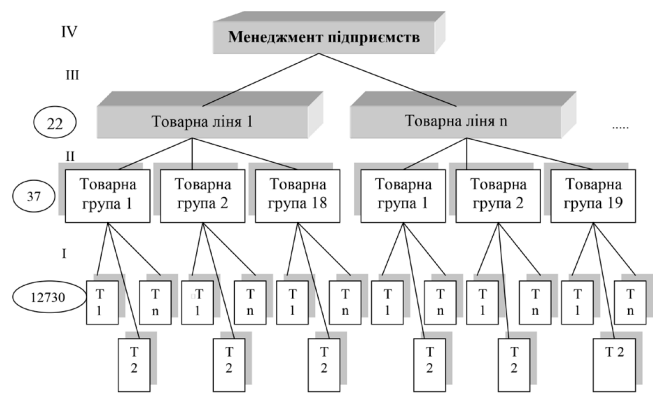 IV
Менеджмент підприємств
III
22
Товарна ліня 1
Товарна ліня n
.....
II
37
Товарна
група 1
Товарна
група 2
Товарна
група 18
Товарна
група 1
Товарна
група 2
Товарна
група 19
I
12730
Т
1
Т
n
Т
1
Т
n
Т
1
Т
n
Т
1
Т
n
Т
1
Т
n
Т
1
Т
n
Т
2
Т
2
Т
2
Т
2
Т
2
Т 2